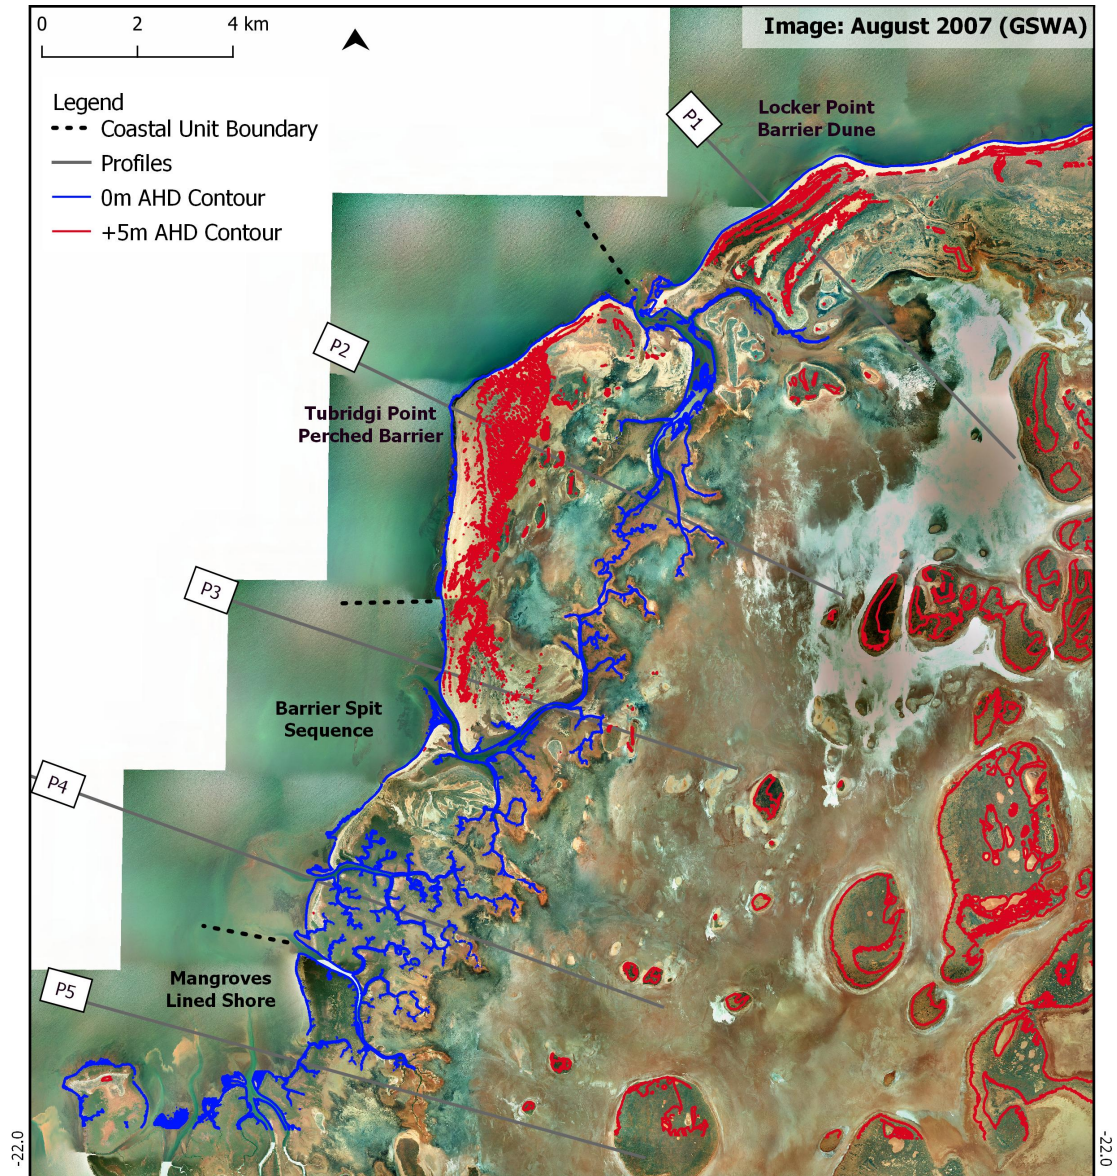 0 2 4 km
Image: August 2007 (GSWA)
Legend
Coastal Unit Boundary
Profiles
0m AHD Contour
+5m AHD Contour
P1
Locker Point
Barrier Dune
P2
Tubridgi Point
Perched Barrier
P3
Barrier Spit
Sequence
P4
Mangroves
Lined Shore
P5
-22.0
-22.0